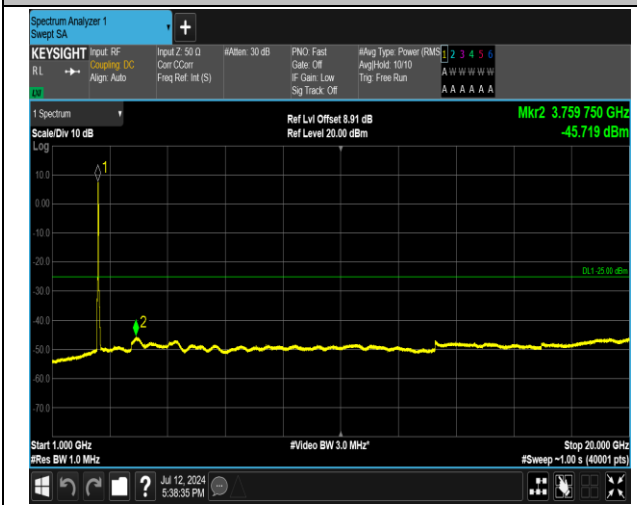 Spectrum Analyzer 1
Swept SA
+
KEYSIGHT
RL
Input: RF
Coupling: DC
Align: Auto
Input Z: 50 Ω
Corr CCorr
Freq Ref: Int (S)
#Atten: 30 dB
PNO: Fast
Gate: Off
IF Gain: Low
Sig Track: Off
#Avg Type: Power (RMS
Avg|Hold: 10/10
Trig: Free Run
1 2 3 4 5 6
A W W W W W
A A A A A A
1 Spectrum
Scale/Div 10 dB
Log
Ref Lvl Offset 8.91 dB
Ref Level 20.00 dBm
Mkr2 3.759 750 GHz
-45.719 dBm
10.0
0.00
-10.0
-20.0
-30.0
-40.0
-50.0
-60.0
-70.0
1
2
DL1 -25.00 dBm
Start 1.000 GHz
#Res BW 1.0 MHz
#Video BW 3.0 MHz*
Stop 20.000 GHz
#Sweep ~1.00 s (40001 pts)
?
Jul 12, 2024
5:38:35 PM